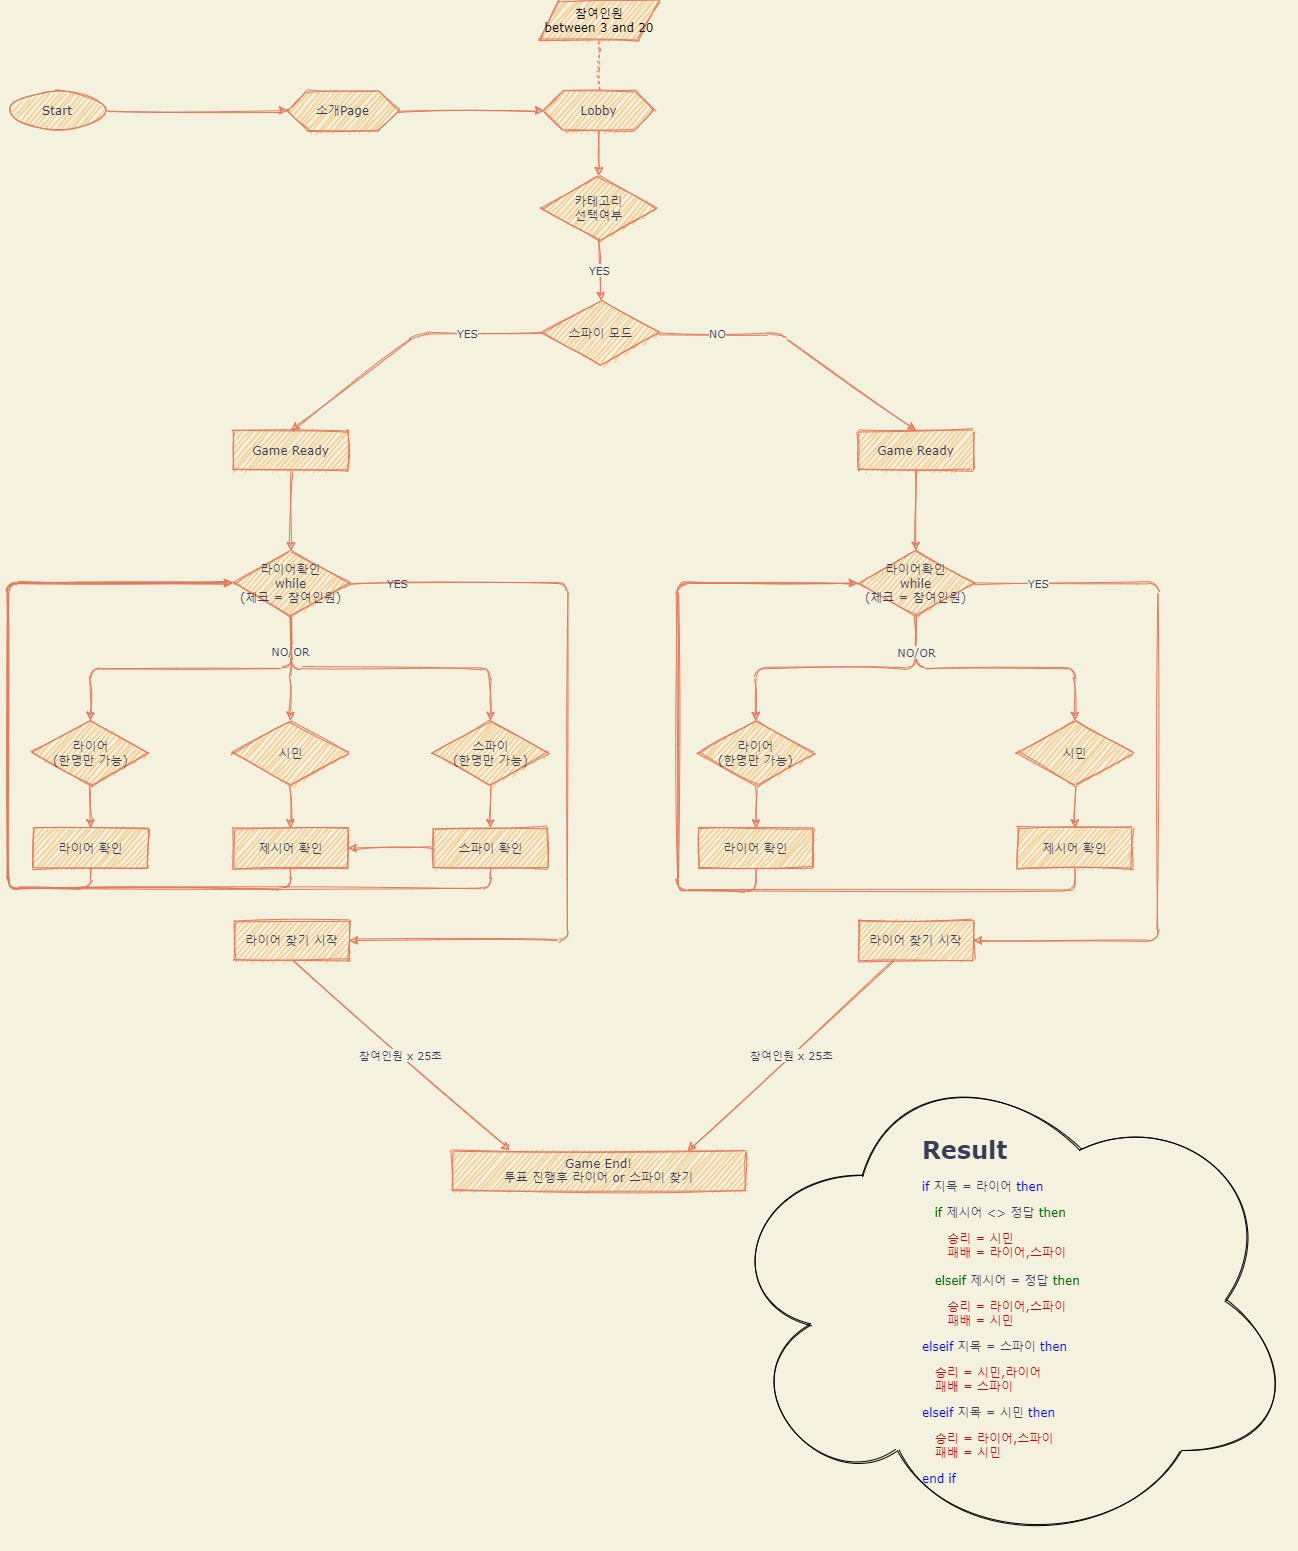 참여인원
between 3 and 20
Start
소개Page
Lobby
카테고리
선택여부
YES
YES
스파이 모드
NO
Game Ready
Game Ready
라이어확인
while
(체크 = 참여인원)
YES
라이어확인
while
(체크 = 참여인원)
YES
NO/OR
NO/OR
라이어
(한명만 가능)
시민
스파이
(한명만 가능)
라이어
(한명만 가능)
시민
라이어 확인
제시어 확인
스파이 확인
라이어 확인
제시어 확인
라이어 찾기 시작
라이어 찾기 시작
참여인원 x 25초
참여인원 x 25초
Game End!
투표 진행후 라이어 or 스파이 찾기
Result
if 지목 = 라이어 then
if 제시어 <> 정답 then
승리 = 시민
패배 = 라이어,스파이
elseif 제시어 = 정답 then
승리 = 라이어,스파이
패배 = 시민
elseif 지목 = 스파이 then
승리 = 시민,라이어
패배 = 스파이
elseif 지목 = 시민 then
승리 = 라이어,스파이
패배 = 시민
end if